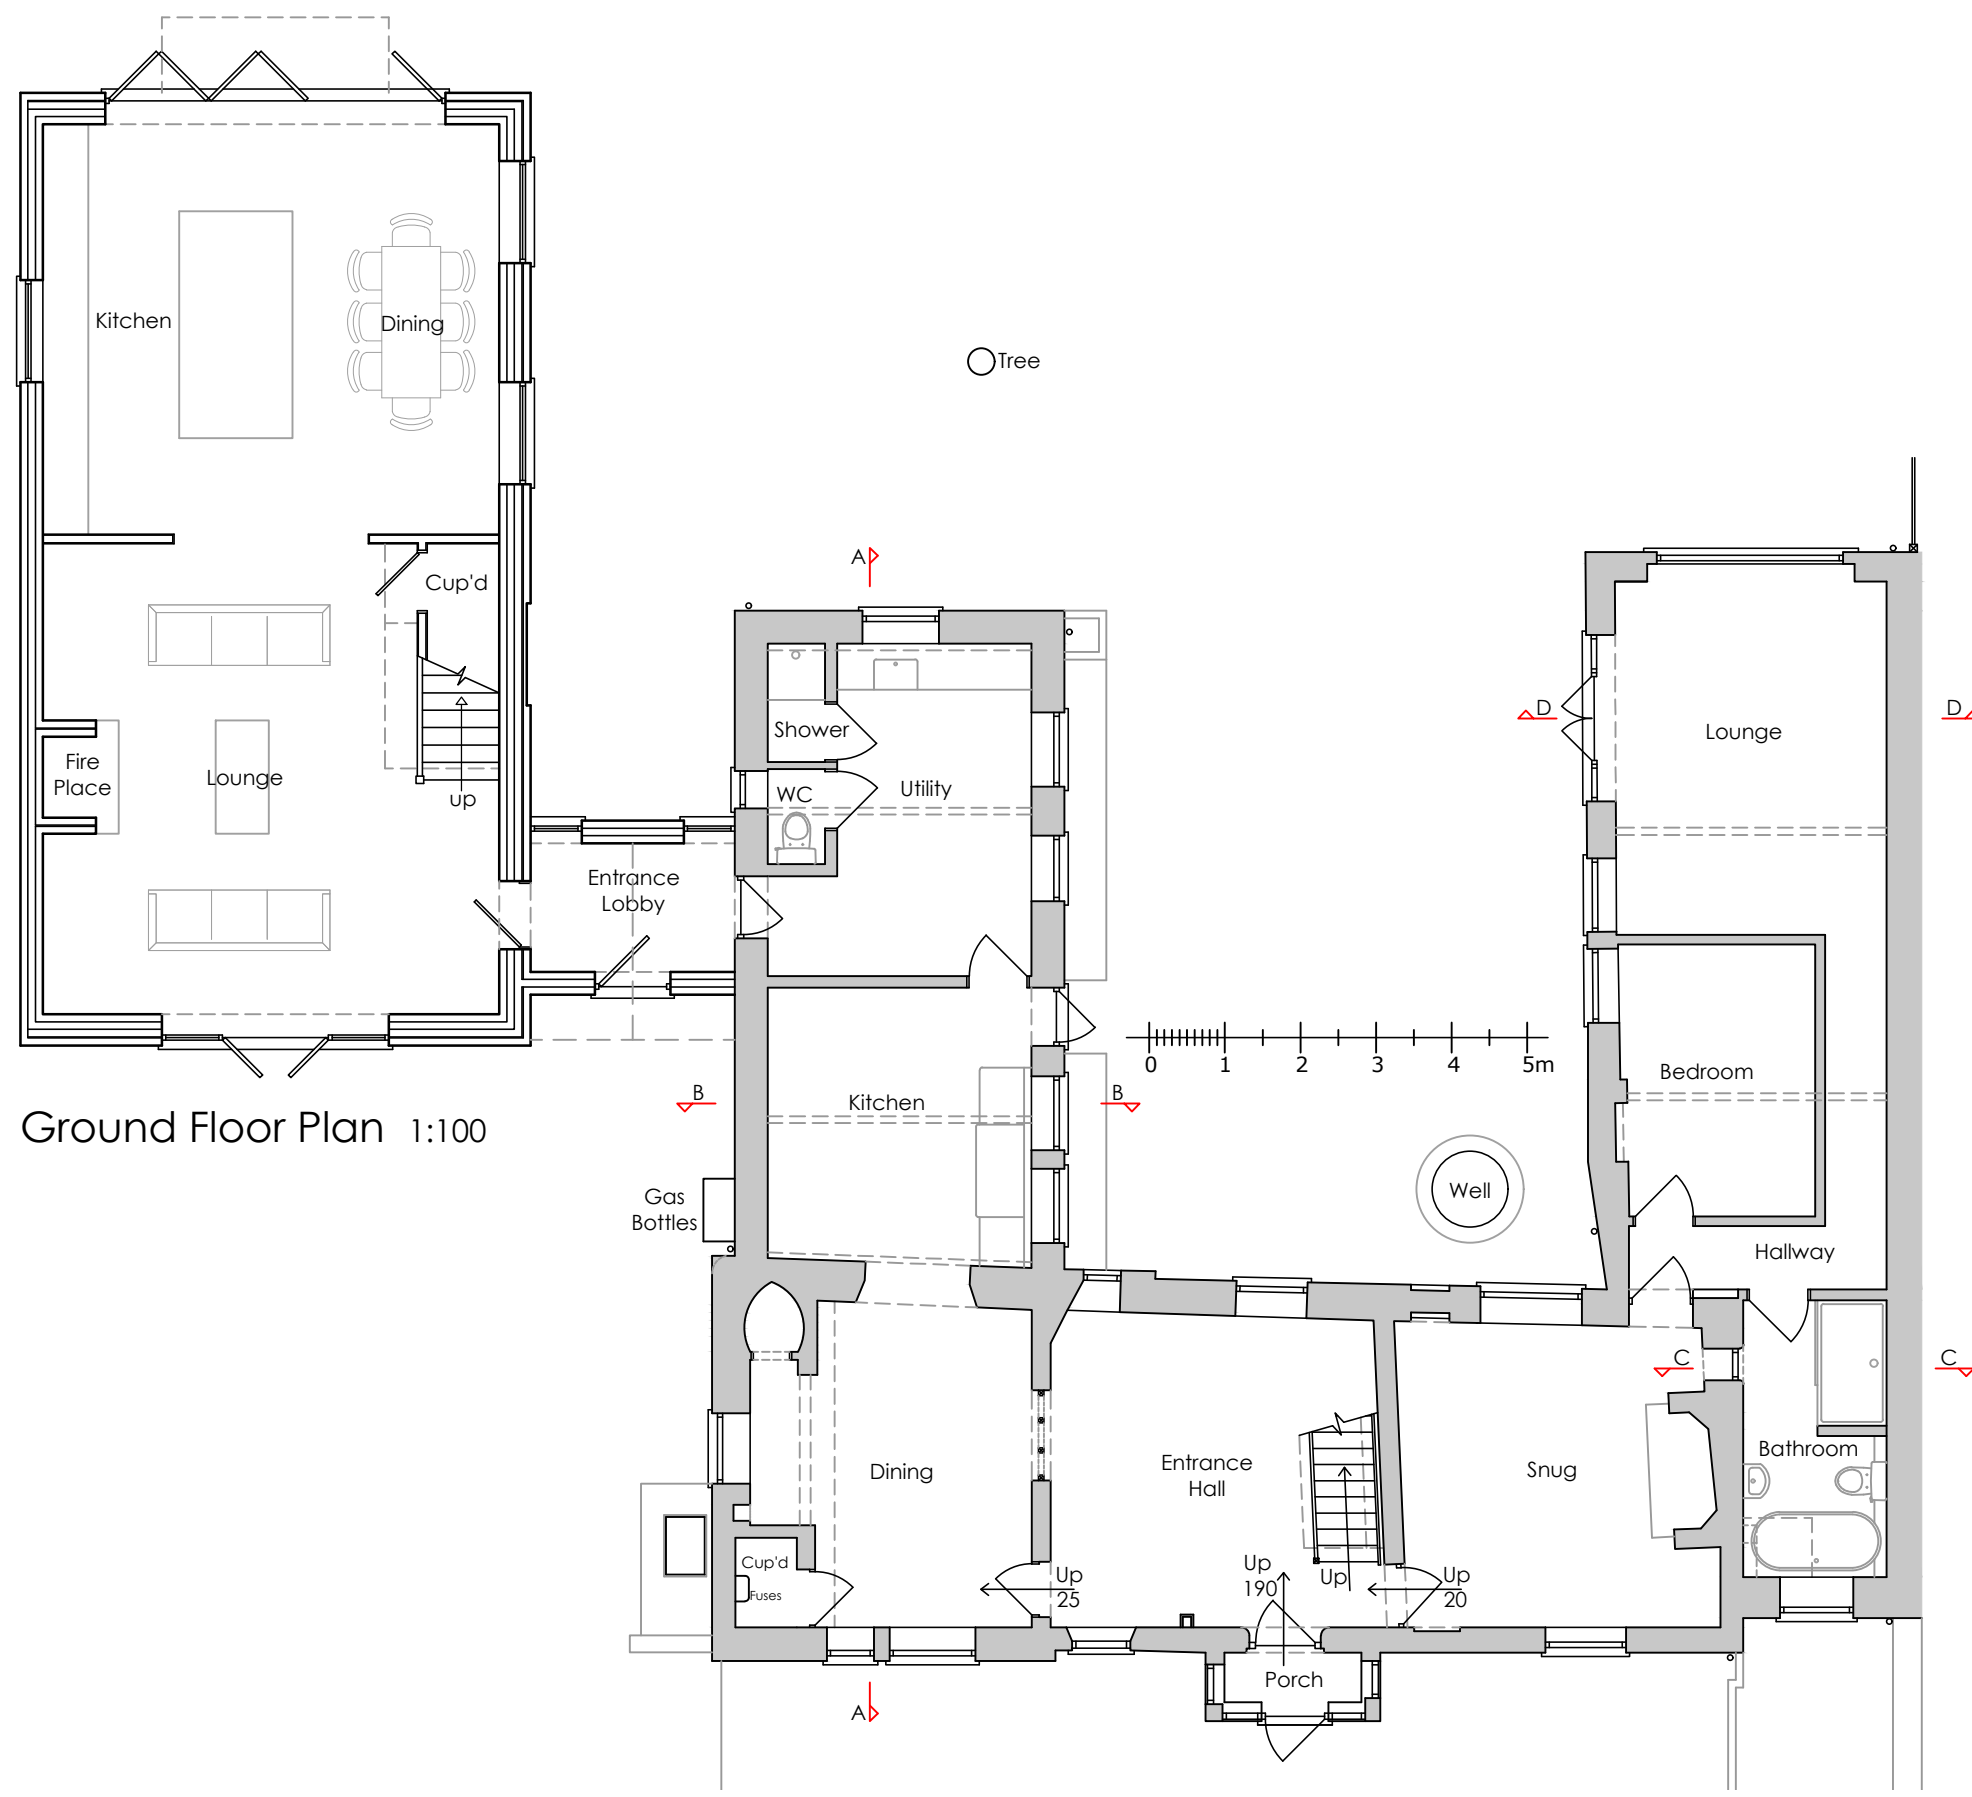 Kitchen
Dining
Tree
Cup'd
A
Fire
Place
Lounge
up
Shower
WC
Utility
Entrance
Lobby
D
D
Lounge
Ground Floor Plan 1:100
B
B
Kitchen
0 1 2 3 4 5m
Bedroom
Gas
Bottles
Well
Hallway
C
C
Dining
Entrance
Hall
Snug
Bathroom
Cup'd
Fuses
Up
25
Up
190
Up
Up
20
Porch
A